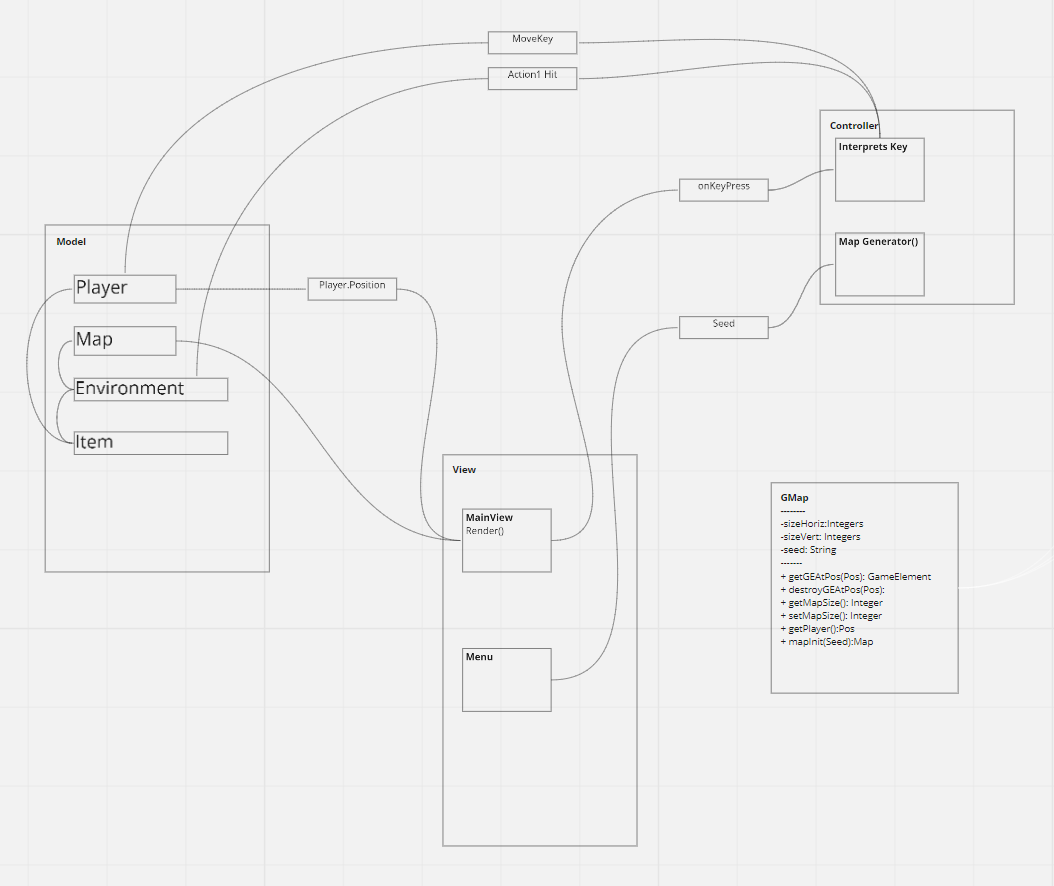 MoveKey
Action1 Hit
Controller
Interprets Key
onKeyPress
Map Generator()
Model
Player
Player.Position
Map
Seed
Environment
Item
View
MainView
Render()
Menu
GMap
--------
-sizeHoriz:Integers
-sizeVert: Integers
-seed: String
-------
+ getGEAtPos(Pos): GameElement
+ destroyGEAtPos(Pos):
+ getMapSize(): Integer
+ setMapSize(): Integer
+ getPlayer():Pos
+ mapInit(Seed):Map